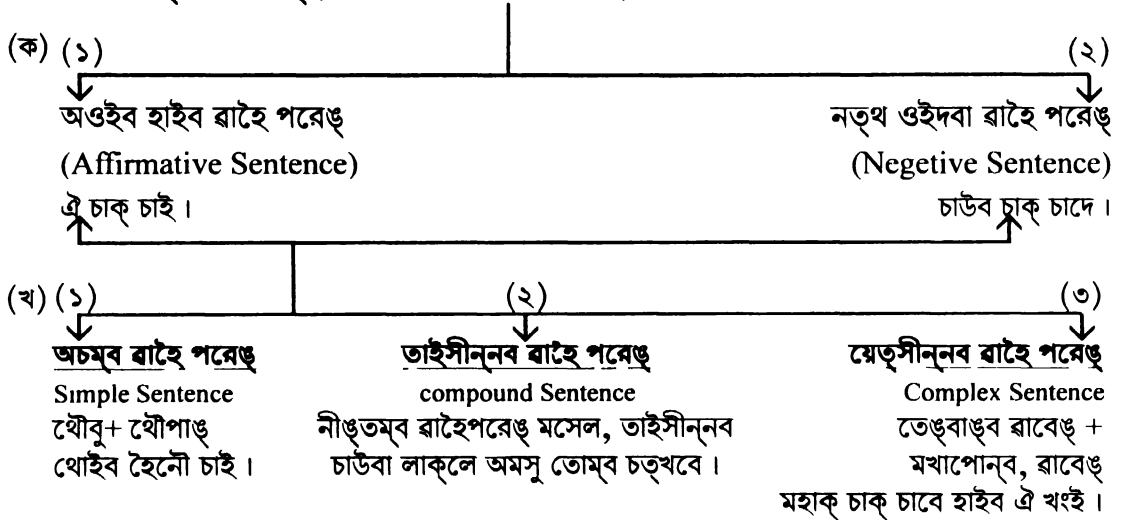 (ক) (১) (২)
অওইব হাইব ৱাহৈ পরেঙ্ নত্থ ওইদবা ৱাহৈ পরেঙ্
(Affirmative Sentence) (Negetive Sentence)
ঐ চাক্ চাই । চাউব চাক্ চাদে ।
(খ) (১) (২) (৩)
অচম্ব ৱাহৈ পরেঙ্ তাইসীন্নব ৱাহৈ পরেঙ্ য়েত্সীন্নব ৱাহৈ পরেঙ্
Simple Sentence compound Sentence Complex Sentence
থৌবু+ থৌপাঙ্ নীঙ্তম্ব ৱাহৈপরেঙ্ মসেল, তাইসীন্নব তেঙ্বাঙ্ব ৱাবেঙ্ +
থোইব হৈনৌ চাই । চাউবা লাক্লে অমসু তোম্ব চত্খবে । মখাপোন্ব, ৱাবেঙ্
মহাক্ চাক্ চাবে হাইব ঐ খংই ।